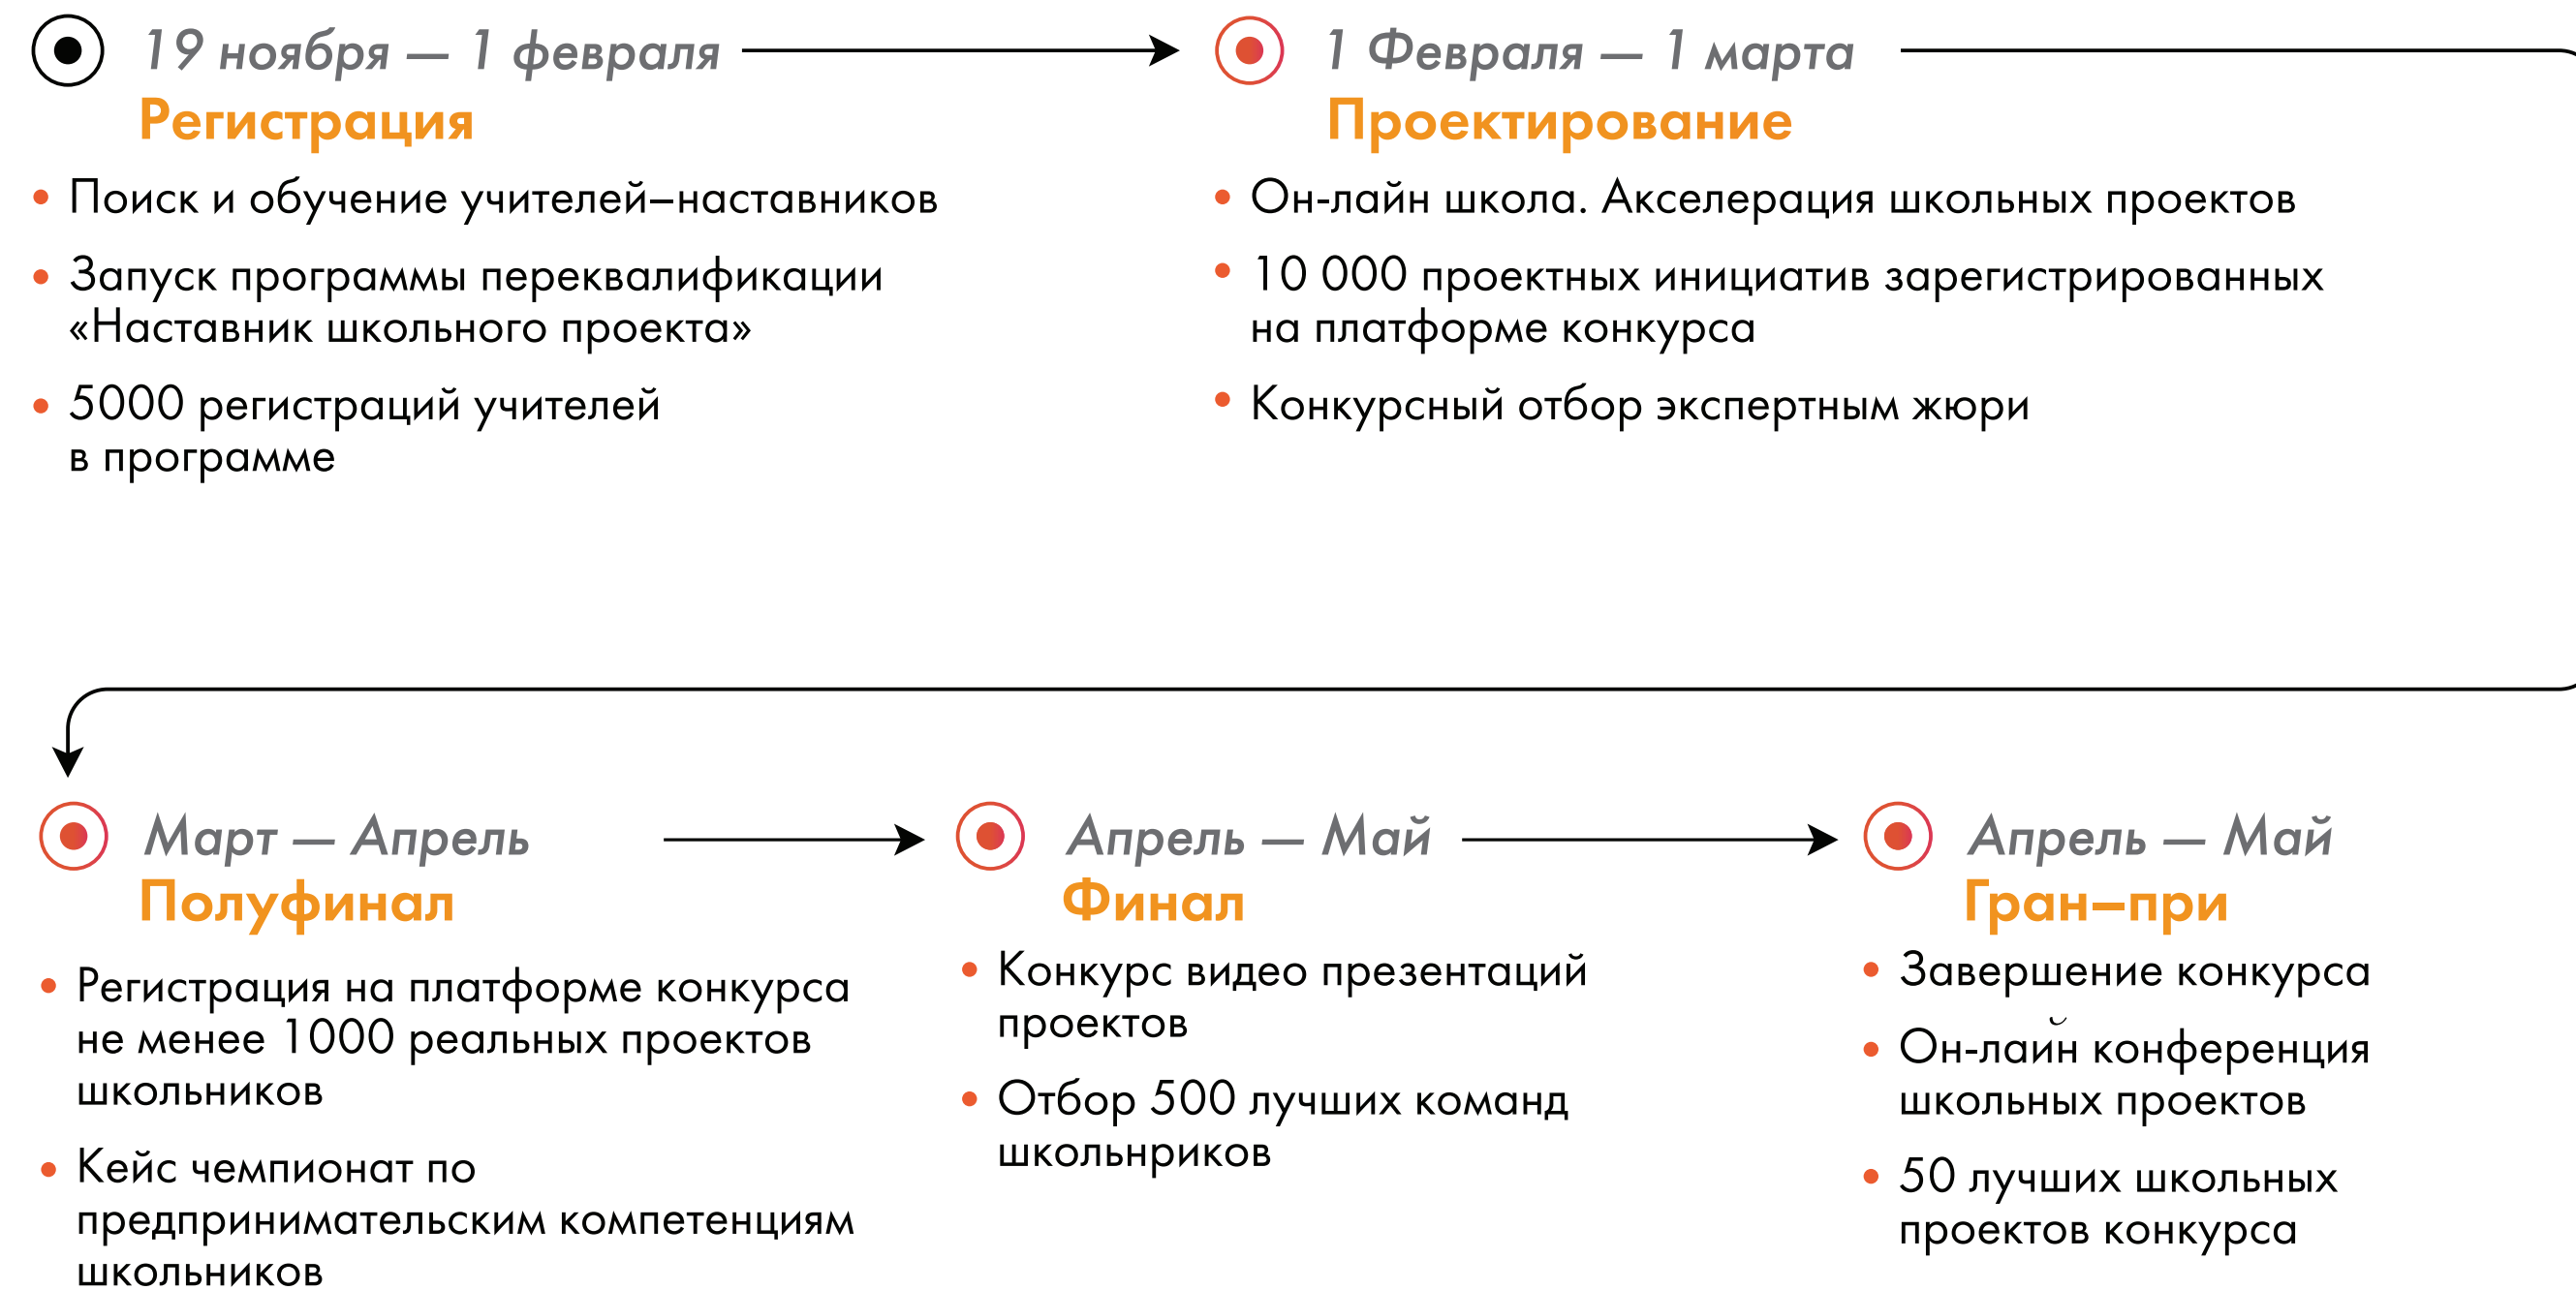 19 ноября — 1 февраля
Регистрация
• Поиск и обучение учителей–наставников
• Запуск программы переквалификации
«Наставник школьного проекта»
• 5000 регистраций учителей
в программе
1 Февраля — 1 марта
Проектирование
• Он-лайн школа. Акселерация школьных проектов
• 10 000 проектных инициатив зарегистрированных
на платформе конкурса
• Конкурсный отбор экспертным жюри
Март — Апрель
Полуфинал
• Регистрация на платформе конкурса
не менее 1000 реальных проектов
школьников
• Кейс чемпионат по
предпринимательским компетенциям
школьников
Апрель — Май
Финал
• Конкурс видео презентаций
проектов
• Отбор 500 лучших команд
школьнриков
Апрель — Май
Гран–при
• Завершение конкурса
• Он-лайн конференция
школьных проектов
• 50 лучших школьных
проектов конкурса